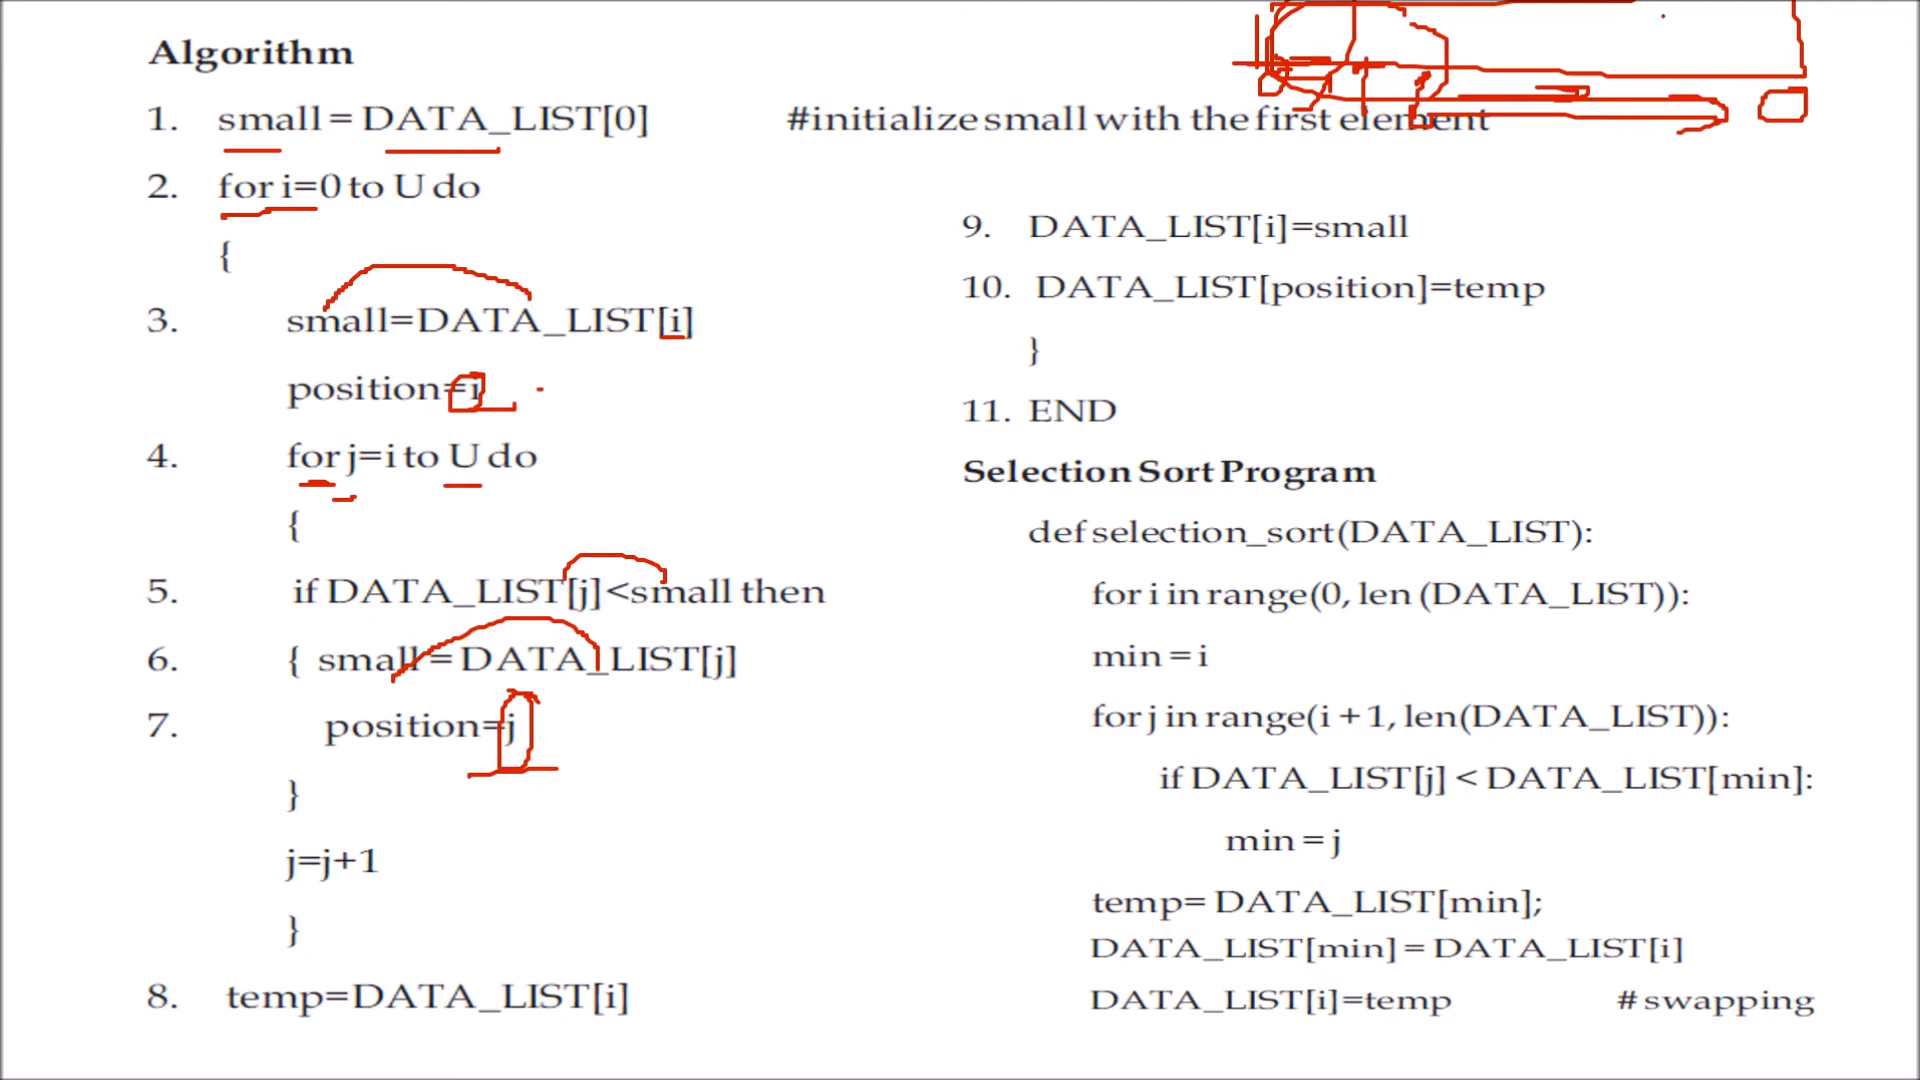 Algorithm
1. small = DATA_LIST[0] #initialize small with the first element
2. for i=0 to U do
{
3. small=DATA_LIST[i]
position=i
4. for j=i to U do
{
5. if DATA_LIST[j]<small then
6. { small = DATA_LIST[j]
7. position=j
}
j=j+1
}
8. temp=DATA_LIST[i]
9. DATA_LIST[i]=small
10. DATA_LIST[position]=temp
}
11. END
Selection Sort Program
def selection_sort(DATA_LIST):
for i in range(0, len (DATA_LIST)):
min = i
for j in range(i + 1, len(DATA_LIST)):
if DATA_LIST[j] < DATA_LIST[min]:
min = j
temp= DATA_LIST[min];
DATA_LIST[min] = DATA_LIST[i]
DATA_LIST[i]=temp # swapping